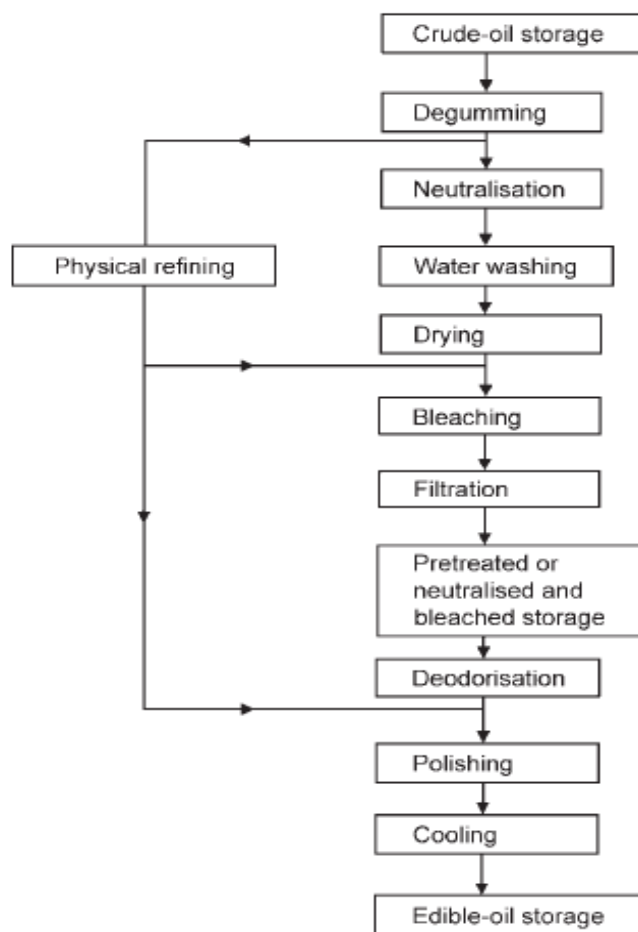 Crude-oil storage
Degumming
Neutralisation
Physical refining
Water washing
Drying
Bleaching
Filtration
Pretreated or
neutralised and
bleached storage
Deodorisation
Polishing
Cooling
Edible-oil storage